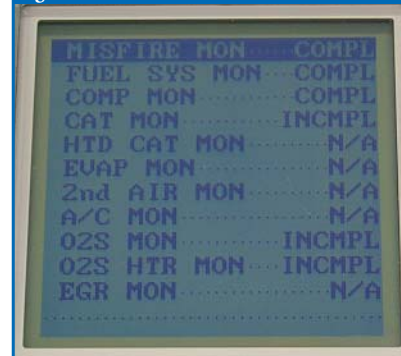 MISFIRE MON·····COMPL
FUEL SYS MON···COMPL
COMP MON··········COMPL
CAT MON···········INCMPL
HTD CAT MON··········N/A
EVAP MON·············N/A
2nd AIR MON··········N/A
A/C MON··············N/A
O2S MON···········INCMPL
O2S HTR MON····INCMPL
EGR MON··············N/A